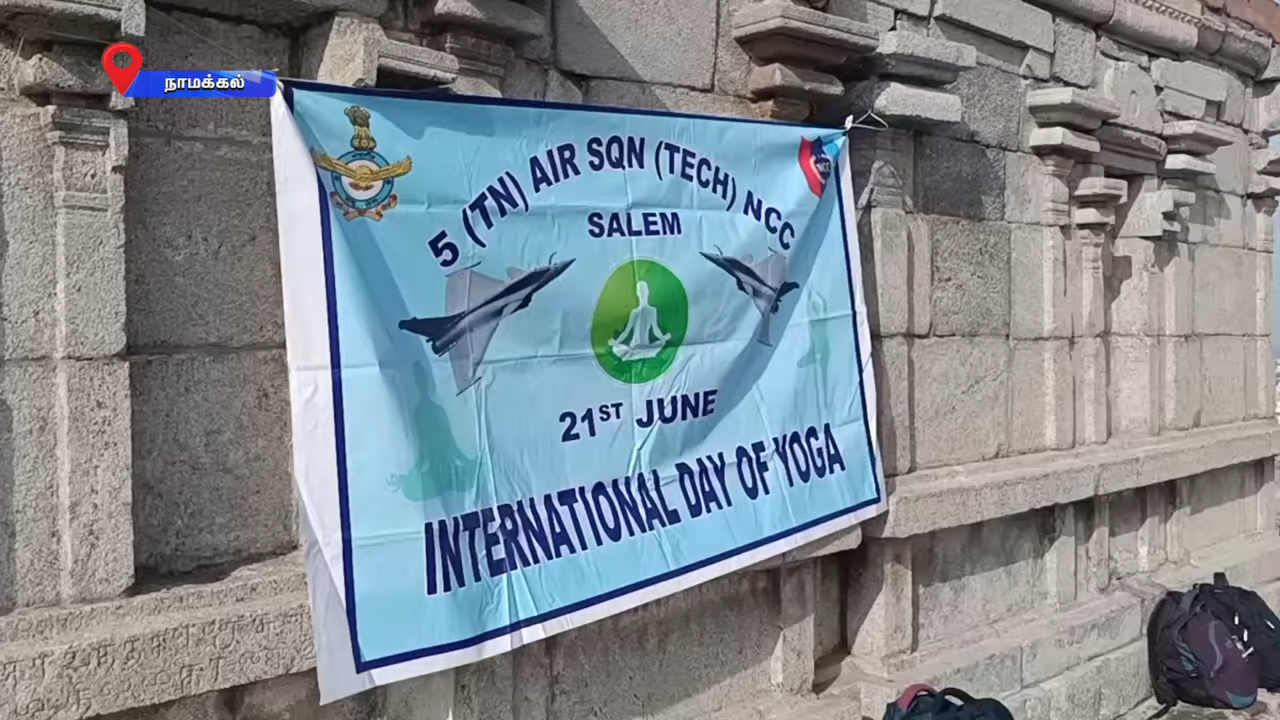 நாமக்கல்
5 (TN) AIR SQN (TECH) NCC
SALEM
21ST JUNE
INTERNATIONAL DAY OF YOGA